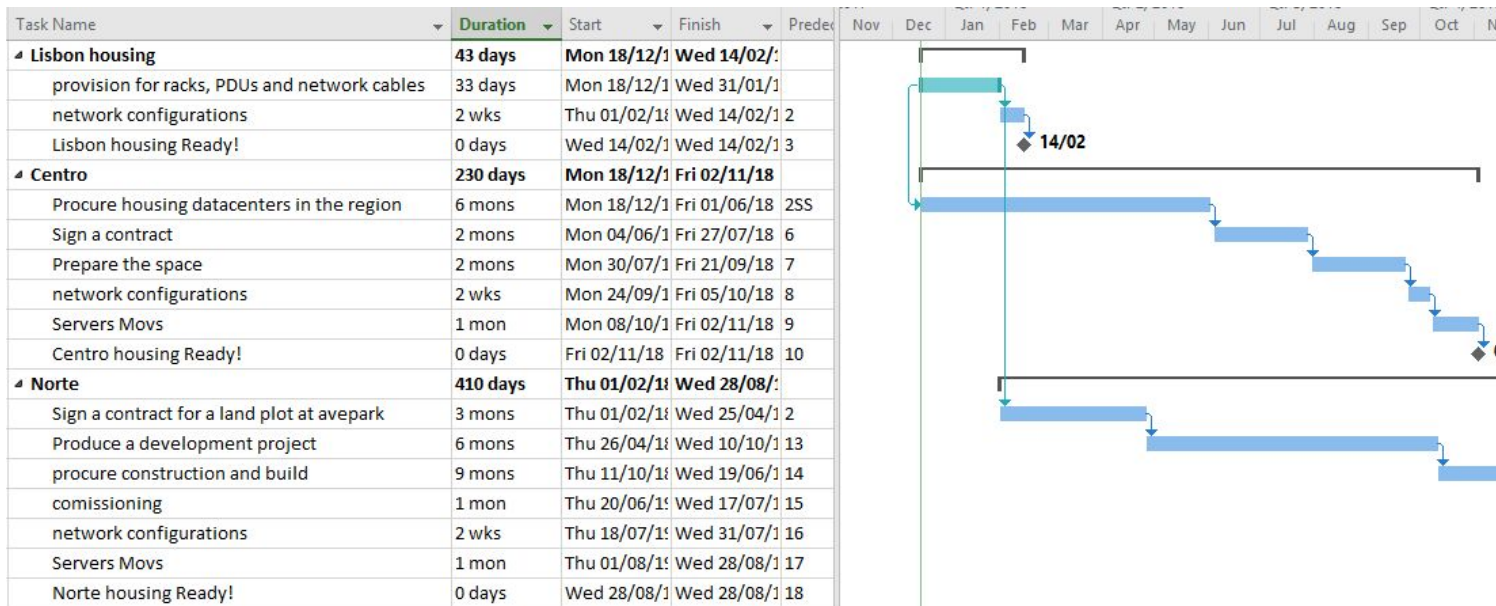 Task Name Duration Start Finish Nov Dec Jan Feb Mar Apr May Jun Jul Aug Sep Oct
Lisbon housing 43 days Mon 18/12/1 Wed 14/02/1
provision for racks, PDUs and network cables 33 days Mon 18/12/1 Wed 31/01/1
network configurations 2 wks Thu 01/02/18 Wed 14/02/1 2
Lisbon housing Ready! 0 days Wed 14/02/1 Wed 14/02/1 3 14/02
Centro 230 days Mon 18/12/1 Fri 02/11/18
Procure housing datacenters in the region 6 mons Mon 18/12/1 Fri 01/06/18 2SS
Sign a contract 2 mons Mon 04/06/1 Fri 27/07/18 6
Prepare the space 2 mons Mon 30/07/1 Fri 21/09/18 7
network configurations 2 wks Mon 24/09/1 Fri 05/10/18 8
Servers Movs 1 mon Mon 08/10/1 Fri 02/11/18 9
Centro housing Ready! 0 days Fri 02/11/18 Fri 02/11/18 10
Norte 410 days Thu 01/02/18 Wed 28/08/1
Sign a contract for a land plot at avepark 3 mons Thu 01/02/18 Wed 25/04/1 2
Produce a development project 6 mons Thu 26/04/18 Wed 10/10/1 13
procure construction and build 9 mons Thu 11/10/18 Wed 19/06/1 14
comissioning 1 mon Thu 20/06/19 Wed 17/07/1 15
network configurations 2 wks Thu 18/07/19 Wed 31/07/1 16
Servers Movs 1 mon Thu 01/08/19 Wed 28/08/1 17
Norte housing Ready! 0 days Wed 28/08/1 Wed 28/08/1 18